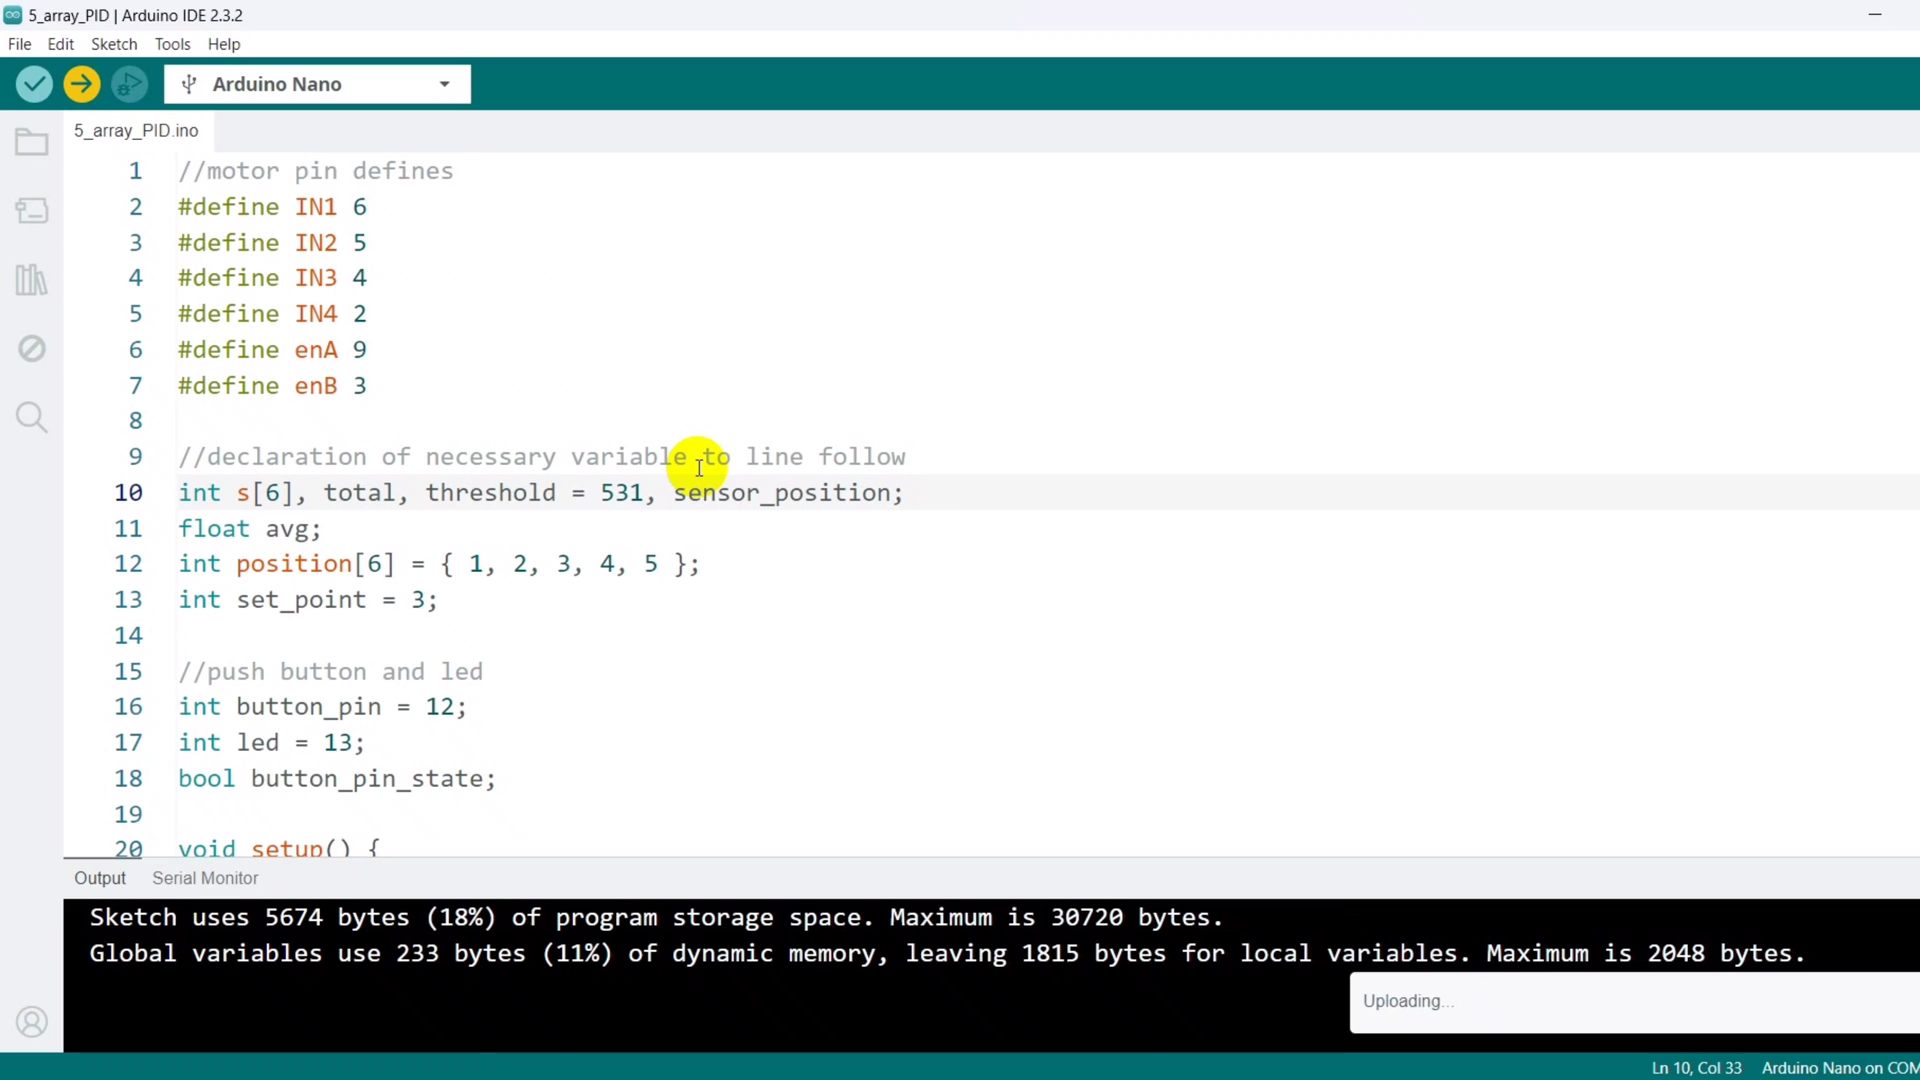 5_array_PID | Arduino IDE 2.3.2
File Edit Sketch Tools Help
Arduino Nano
5_array_PID.ino
1 //motor pin defines
2 #define IN1 6
3 #define IN2 5
4 #define IN3 4
5 #define IN4 2
6 #define enA 9
7 #define enB 3
8
9 //declaration of necessary variable to line follow
10 int s[6], total, threshold = 531, sensor_position;
11 float avg;
12 int position[6] = { 1, 2, 3, 4, 5 };
13 int set_point = 3;
14
15 //push button and led
16 int button_pin = 12;
17 int led = 13;
18 bool button_pin_state;
19
20 void setup() {
Output Serial Monitor
Sketch uses 5674 bytes (18%) of program storage space. Maximum is 30720 bytes.
Global variables use 233 bytes (11%) of dynamic memory, leaving 1815 bytes for local variables. Maximum is 2048 bytes.
Uploading...
Ln 10, Col 33 Arduino Nano on COM